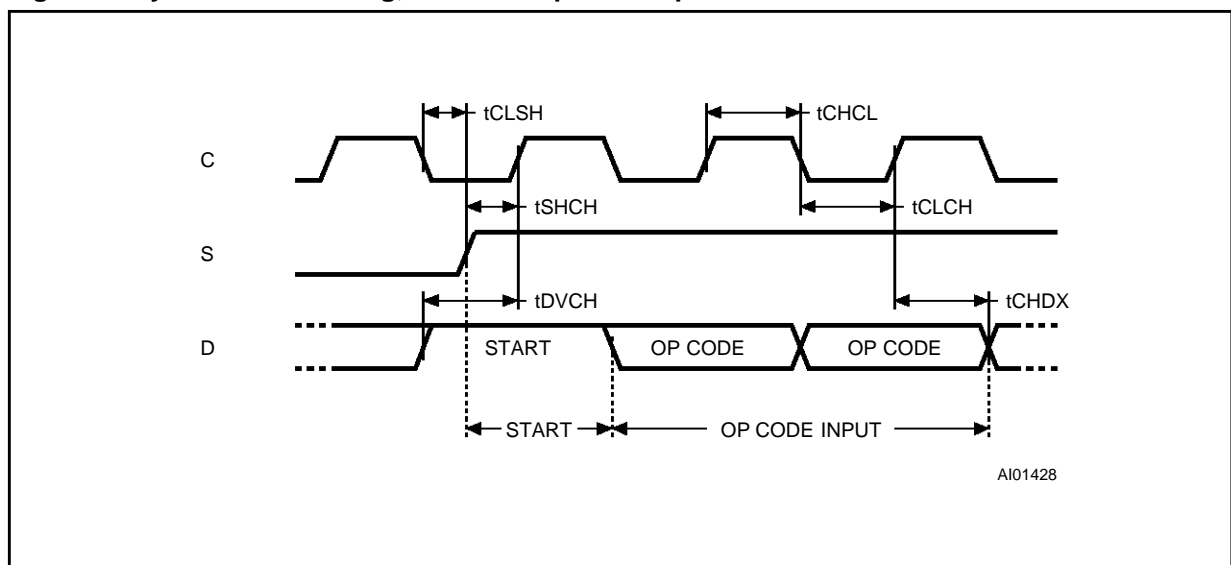 tCLSH
tCHCL
C
tSHCH
tCLCH
S
tDVCH
tCHDX
D
START
OP CODE
OP CODE
START
OP CODE INPUT
AI01428